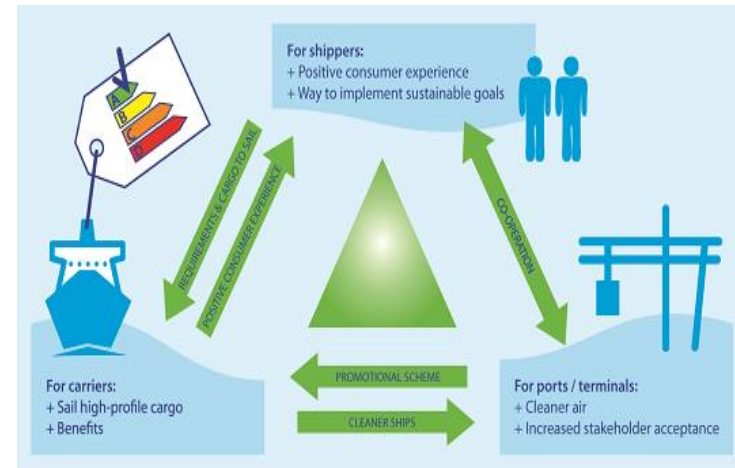 For shippers:
+ Positive consumer experience
+ Way to implement sustainable goals
A
B
C
D
REQUIREMENTS & CARGO TO SAIL
POSITIVE CONSUMER EXPERIENCE
CO-OPERATION
For carriers:
+ Sail high-profile cargo
+ Benefits
PROMOTIONAL SCHEME
CLEANER SHIPS
For ports / terminals:
+ Cleaner air
+ Increased stakeholder acceptance